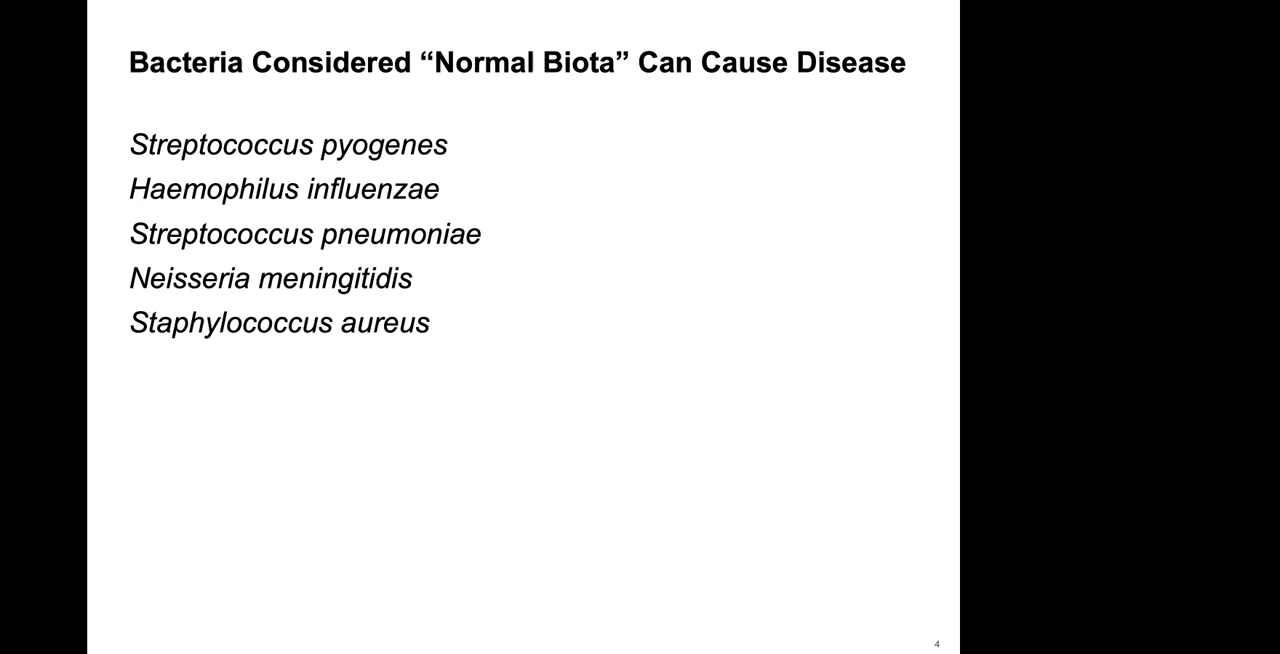 Bacteria Considered “Normal Biota” Can Cause Disease
Streptococcus pyogenes
Haemophilus influenzae
Streptococcus pneumoniae
Neisseria meningitidis
Staphylococcus aureus
4